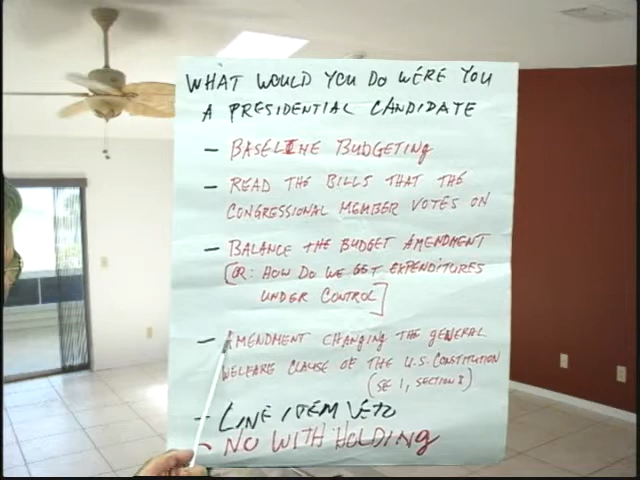 WHAT WOULD YOU DO WERE YOU
A PRESIDENTIAL CANDIDATE
- BASELINE BUDGETING
- READ THE BILLS THAT THE
CONGRESSIONAL MEMBER VOTES ON
- BALANCE THE BUDGET AMENDMENT
[OR: HOW DO WE GET EXPENDITURES
UNDER CONTROL]
- AMENDMENT CHANGING THE GENERAL
WELFARE CLAUSE OF THE U.S. CONSTITUTION
(SE 1, SECTION 8)
- LINE ITEM VETO
- NO WITH HOLDING